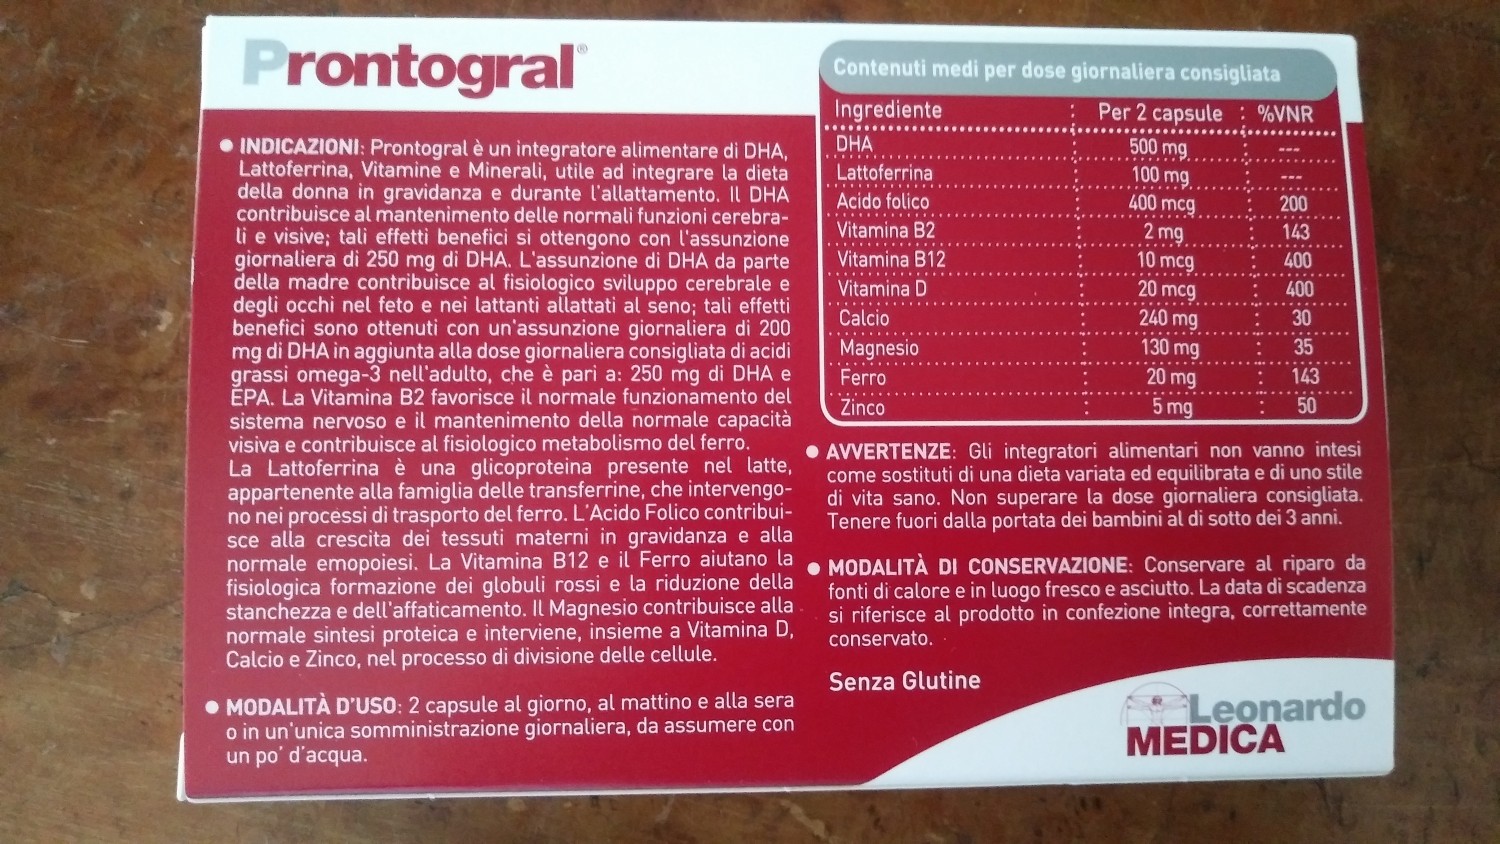 Prontogral®
INDICAZIONI: Prontogral è un integratore alimentare di DHA,
Lattoferrina, Vitamine e Minerali, utile ad integrare la dieta
della donna in gravidanza e durante l'allattamento. Il DHA
contribuisce al mantenimento delle normali funzioni cerebra-
li e visive; tali effetti benefici si ottengono con l'assunzione
giornaliera di 250 mg di DHA. L'assunzione di DHA da parte
della madre contribuisce al fisiologico sviluppo cerebrale e
degli occhi nel feto e nei lattanti allattati al seno; tali effetti
benefici sono ottenuti con un'assunzione giornaliera di 200
mg di DHA in aggiunta alla dose giornaliera consigliata di acidi
grassi omega-3 nell'adulto, che è pari a: 250 mg di DHA e
EPA. La Vitamina B2 favorisce il normale funzionamento del
sistema nervoso e il mantenimento della normale capacità
visiva e contribuisce al fisiologico metabolismo del ferro.
La Lattoferrina è una glicoproteina presente nel latte,
appartenente alla famiglia delle transferrine, che intervengo-
no nei processi di trasporto del ferro. L'Acido Folico contribui-
sce alla crescita dei tessuti materni in gravidanza e alla
normale emopoiesi. La Vitamina B12 e il Ferro aiutano la
fisiologica formazione dei globuli rossi e la riduzione della
stanchezza e dell'affaticamento. Il Magnesio contribuisce alla
normale sintesi proteica e interviene, insieme a Vitamina D,
Calcio e Zinco, nel processo di divisione delle cellule.
MODALITÀ D'USO: 2 capsule al giorno, al mattino e alla sera
o in un'unica somministrazione giornaliera, da assumere con
un po' d'acqua.
Contenuti medi per dose giornaliera consigliata
Ingrediente Per 2 capsule %VNR
DHA 500 mg ---
Lattoferrina 100 mg ---
Acido folico 400 mcg 200
Vitamina B2 2 mg 143
Vitamina B12 10 mcg 400
Vitamina D 20 mcg 400
Calcio 240 mg 30
Magnesio 130 mg 35
Ferro 20 mg 143
Zinco 5 mg 50
AVVERTENZE: Gli integratori alimentari non vanno intesi
come sostituti di una dieta variata ed equilibrata e di uno stile
di vita sano. Non superare la dose giornaliera consigliata.
Tenere fuori dalla portata dei bambini al di sotto dei 3 anni.
MODALITÀ DI CONSERVAZIONE: Conservare al riparo da
fonti di calore e in luogo fresco e asciutto. La data di scadenza
si riferisce al prodotto in confezione integra, correttamente
conservato.
Senza Glutine
Leonardo
MEDICA